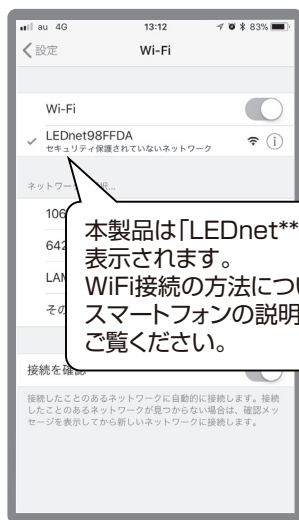 au 4G 13:12 83%
設定 Wi-Fi
Wi-Fi
LEDnet98FFDA
セキュリティ保護されていないネットワーク
ネットワー
106
642
LAN
その
本製品は「LEDnet**
表示されます。
WiFi接続の方法につい
スマートフォンの説明
ご覧ください。
接続を確認
接続したことのあるネットワークに自動的に接続します。接続
したことのあるネットワークが見つからない場合は、確認メッ
セージを表示してから新しいネットワークに接続します。